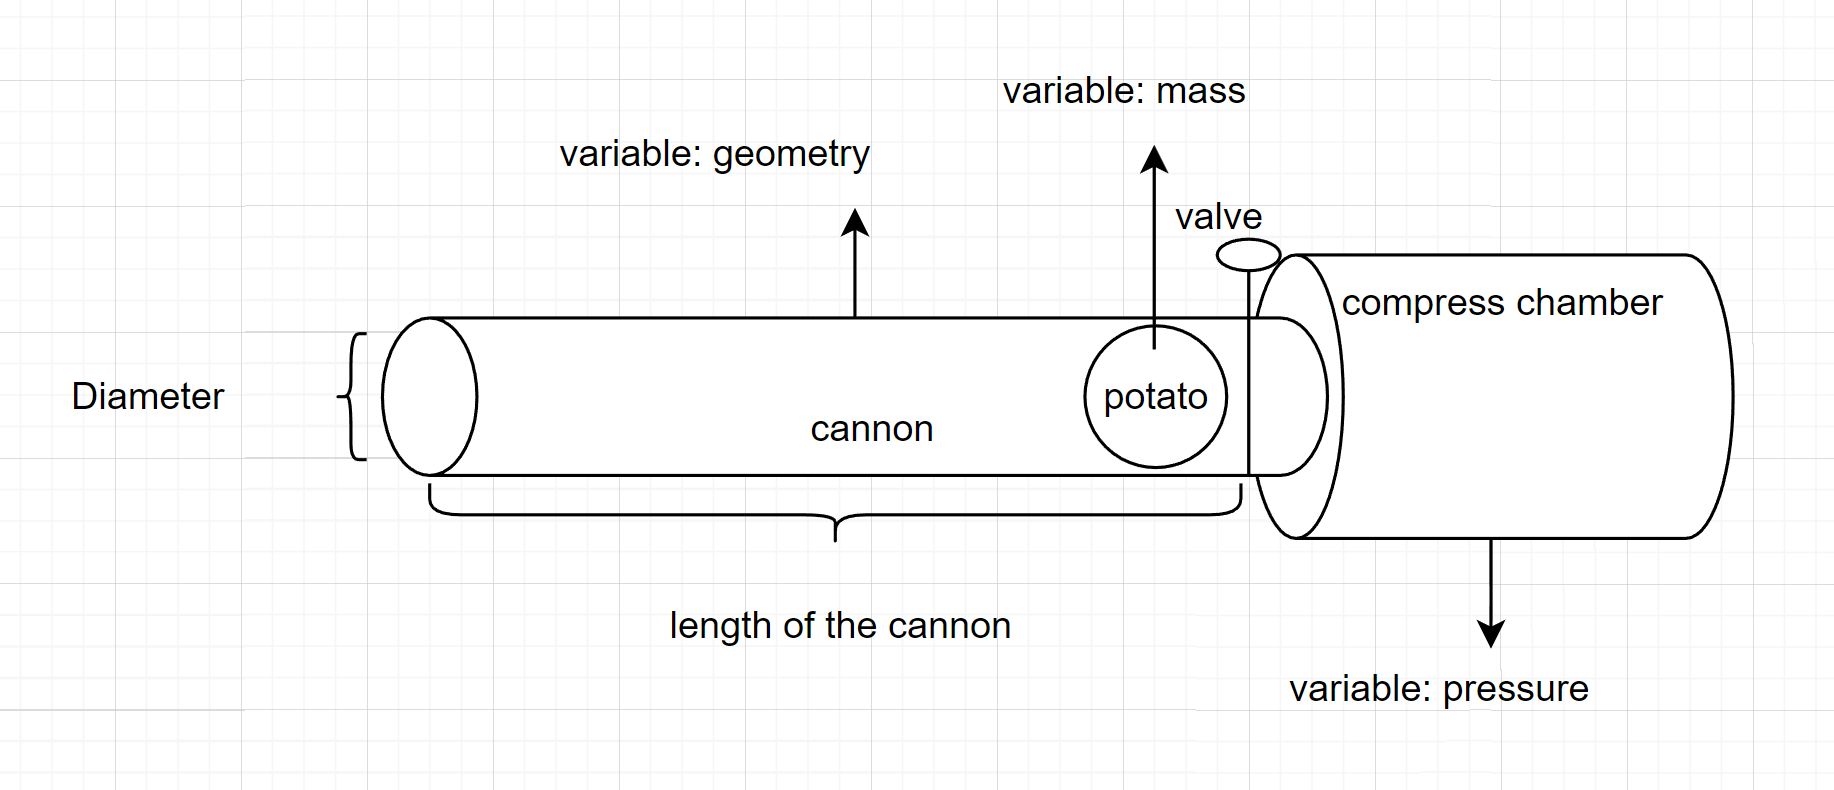 variable: mass
variable: geometry
valve
compress chamber
Diameter
potato
cannon
length of the cannon
variable: pressure